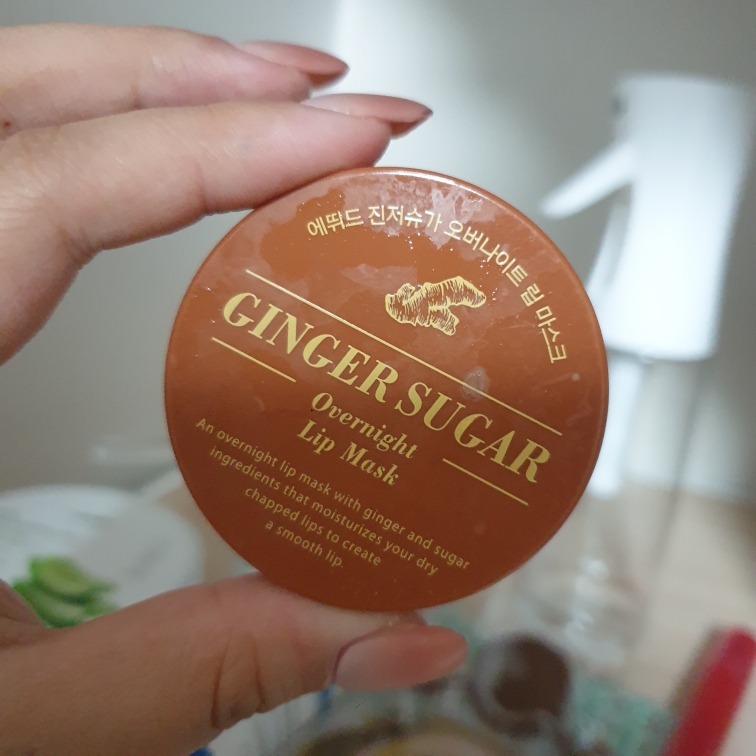 에뛰드 진저슈가 오버나이트 립 마스크
GINGER SUGAR
Overnight
Lip Mask
An overnight lip mask with ginger and sugar
ingredients that moisturizes your dry
chapped lips to create
a smooth lip.